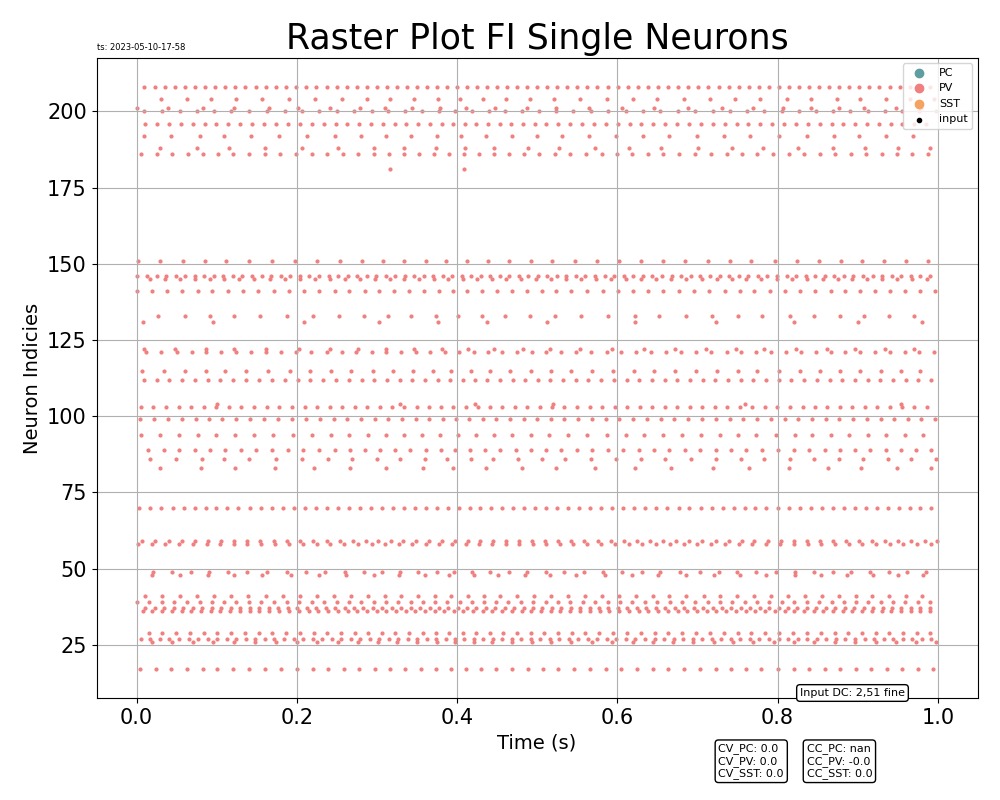 Raster Plot FI Single Neurons
ts: 2023-05-10-17-58
PC
PV
SST
input
200
175
150
125
100
75
50
25
Neuron Indicies
Input DC: 2,51 fine
0.0 0.2 0.4 0.6 0.8 1.0
Time (s)
CV_PC: 0.0
CV_PV: 0.0
CV_SST: 0.0
CC_PC: nan
CC_PV: -0.0
CC_SST: 0.0